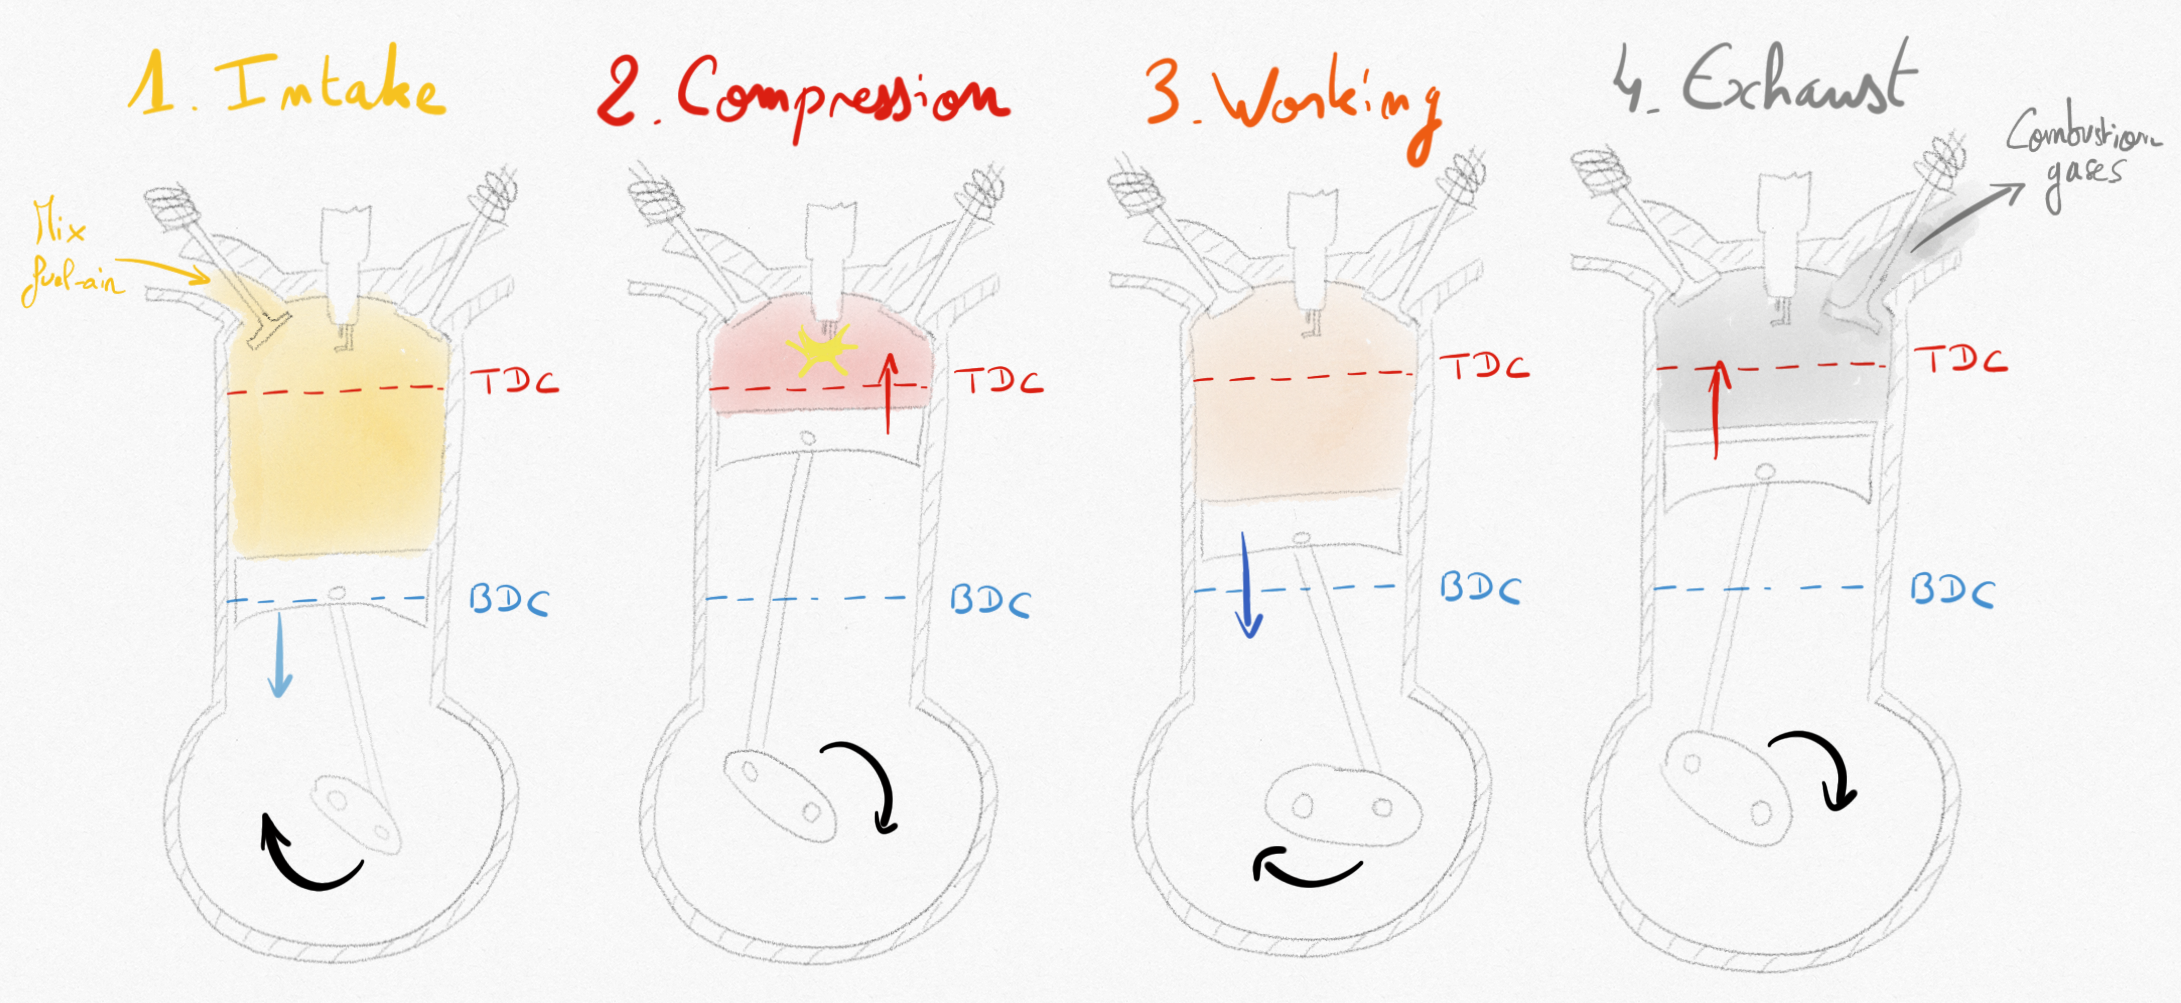 1. Intake
2. Compression
3. Working
4. Exhaust
Mix
fuel-air
Combustion
gases
TDC
BDC
TDC
BDC
TDC
BDC
TDC
BDC